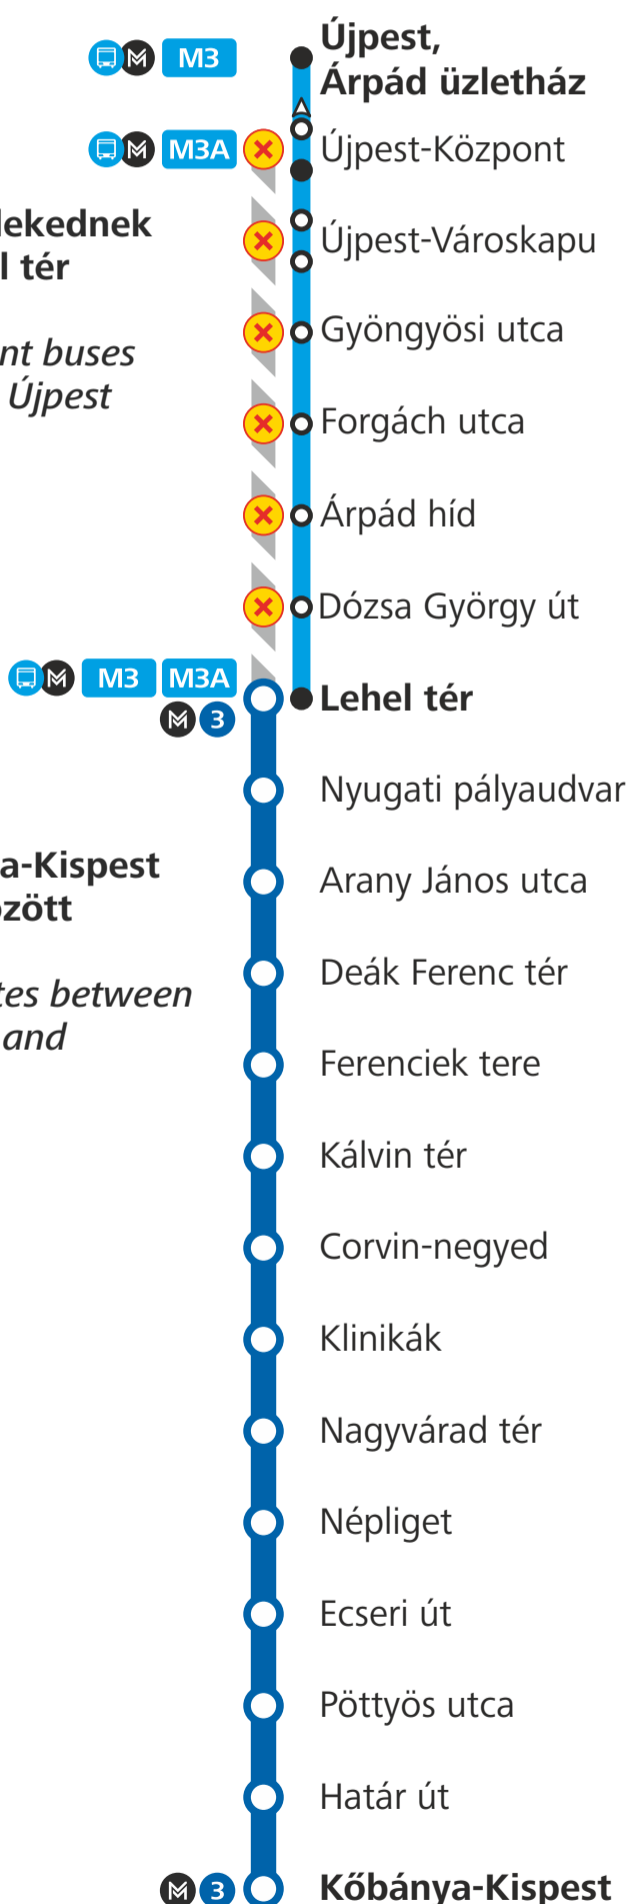 M3
Újpest,
Árpád üzletház
M3A
Újpest-Központ
lekednek
l tér
Újpest-Városkapu
nt buses
Újpest
Gyöngyösi utca
Forgách utca
Árpád híd
Dózsa György út
M3 M3A
3
Lehel tér
Nyugati pályaudvar
a-Kispest
özött
Arany János utca
tes between
and
Deák Ferenc tér
Ferenciek tere
Kálvin tér
Corvin-negyed
Klinikák
Nagyvárad tér
Népliget
Ecseri út
Pöttyös utca
Határ út
3
Kőbánya-Kispest